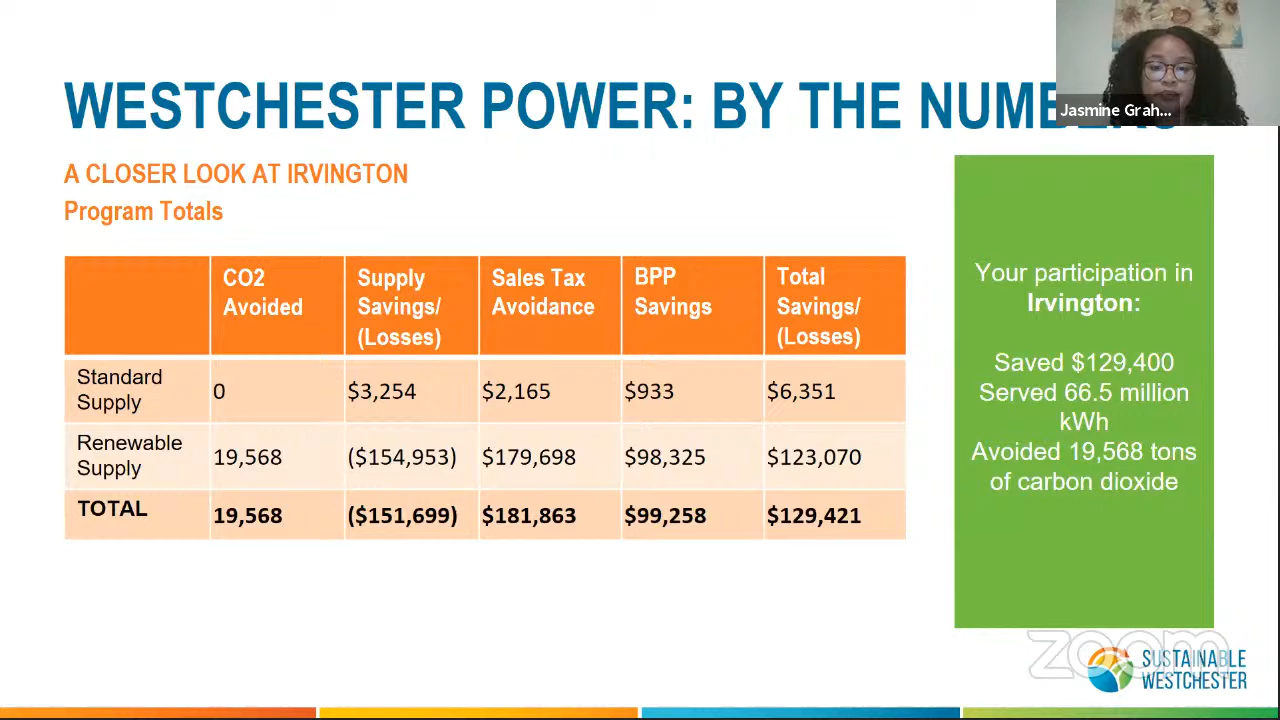 WESTCHESTER POWER: BY THE NUMBERS
Jasmine Grah...
A CLOSER LOOK AT IRVINGTON
Program Totals
CO2 Avoided
Supply Savings/ (Losses)
Sales Tax Avoidance
BPP Savings
Total Savings/ (Losses)
Standard Supply 0 $3,254 $2,165 $933 $6,351
Renewable Supply 19,568 ($154,953) $179,698 $98,325 $123,070
TOTAL 19,568 ($151,699) $181,863 $99,258 $129,421
Your participation in
Irvington:
Saved $129,400
Served 66.5 million
kWh
Avoided 19,568 tons
of carbon dioxide
zoom
SUSTAINABLE
WESTCHESTER